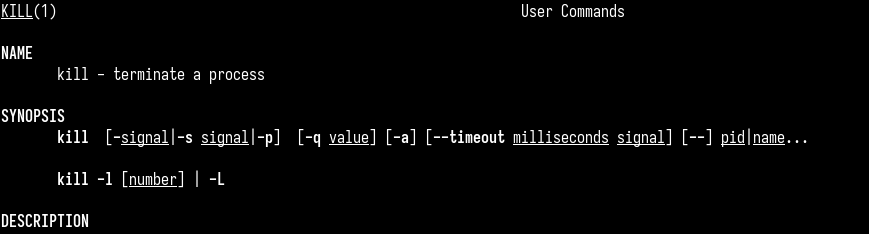 KILL(1) User Commands
NAME
kill - terminate a process
SYNOPSIS
kill [-signal|-s signal|-p] [-q value] [-a] [--timeout milliseconds signal] [--] pid|name...
kill -l [number] | -L
DESCRIPTION